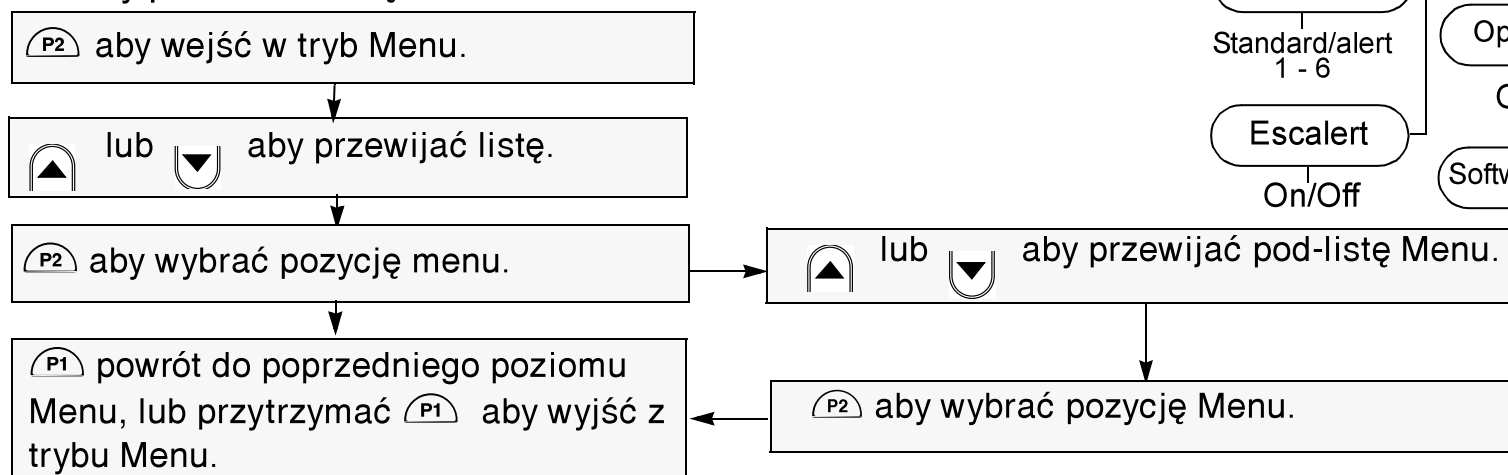 P2 aby wejść w tryb Menu.
lub aby przewijać listę.
P2 aby wybrać pozycję menu.
P1 powrót do poprzedniego poziomu
Menu, lub przytrzymać P1 aby wyjść z
trybu Menu.
lub aby przewijać pod-listę Menu.
P2 aby wybrać pozycję Menu.
Standard/alert
1 - 6
Escalert
On/Off